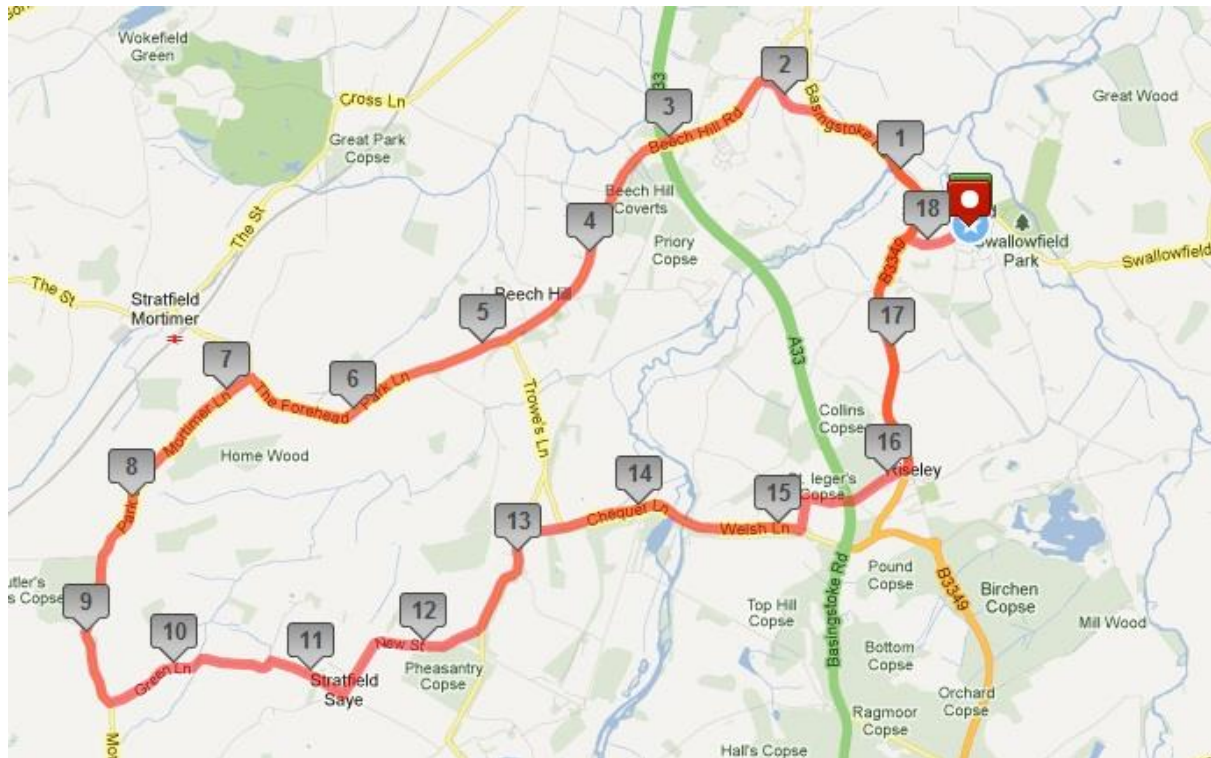 Wokefield
Green
Cross Ln
Great Park
Copse
The St
The St
Stratfield
Mortimer
33
2
3
Beech Hill Rd
Basingstoke
1
Great Wood
Beech Hill
Coverts
4
Priory
Copse
18
Swallowfield
Park
Swallowfield
B3349
17
A33
Beech Hill
5
7
6
The Forehead
Park Ln
Mortimer Ln
Trowe's Ln
Collins
Copse
Home Wood
8
Park
16
Riseley
14
15
St. leger's
Copse
13
Chequer Ln
Welsh Ln
Pound
Copse
B3349
Birchen
Copse
Mill Wood
Top Hill
Copse
Basingstoke Rd
Bottom
Copse
Orchard
Copse
Ragmoor
Copse
Hall's Copse
utler's
s Copse
9
10
Green Ln
11
Stratfield
Saye
12
New St
Pheasantry
Copse
Mo